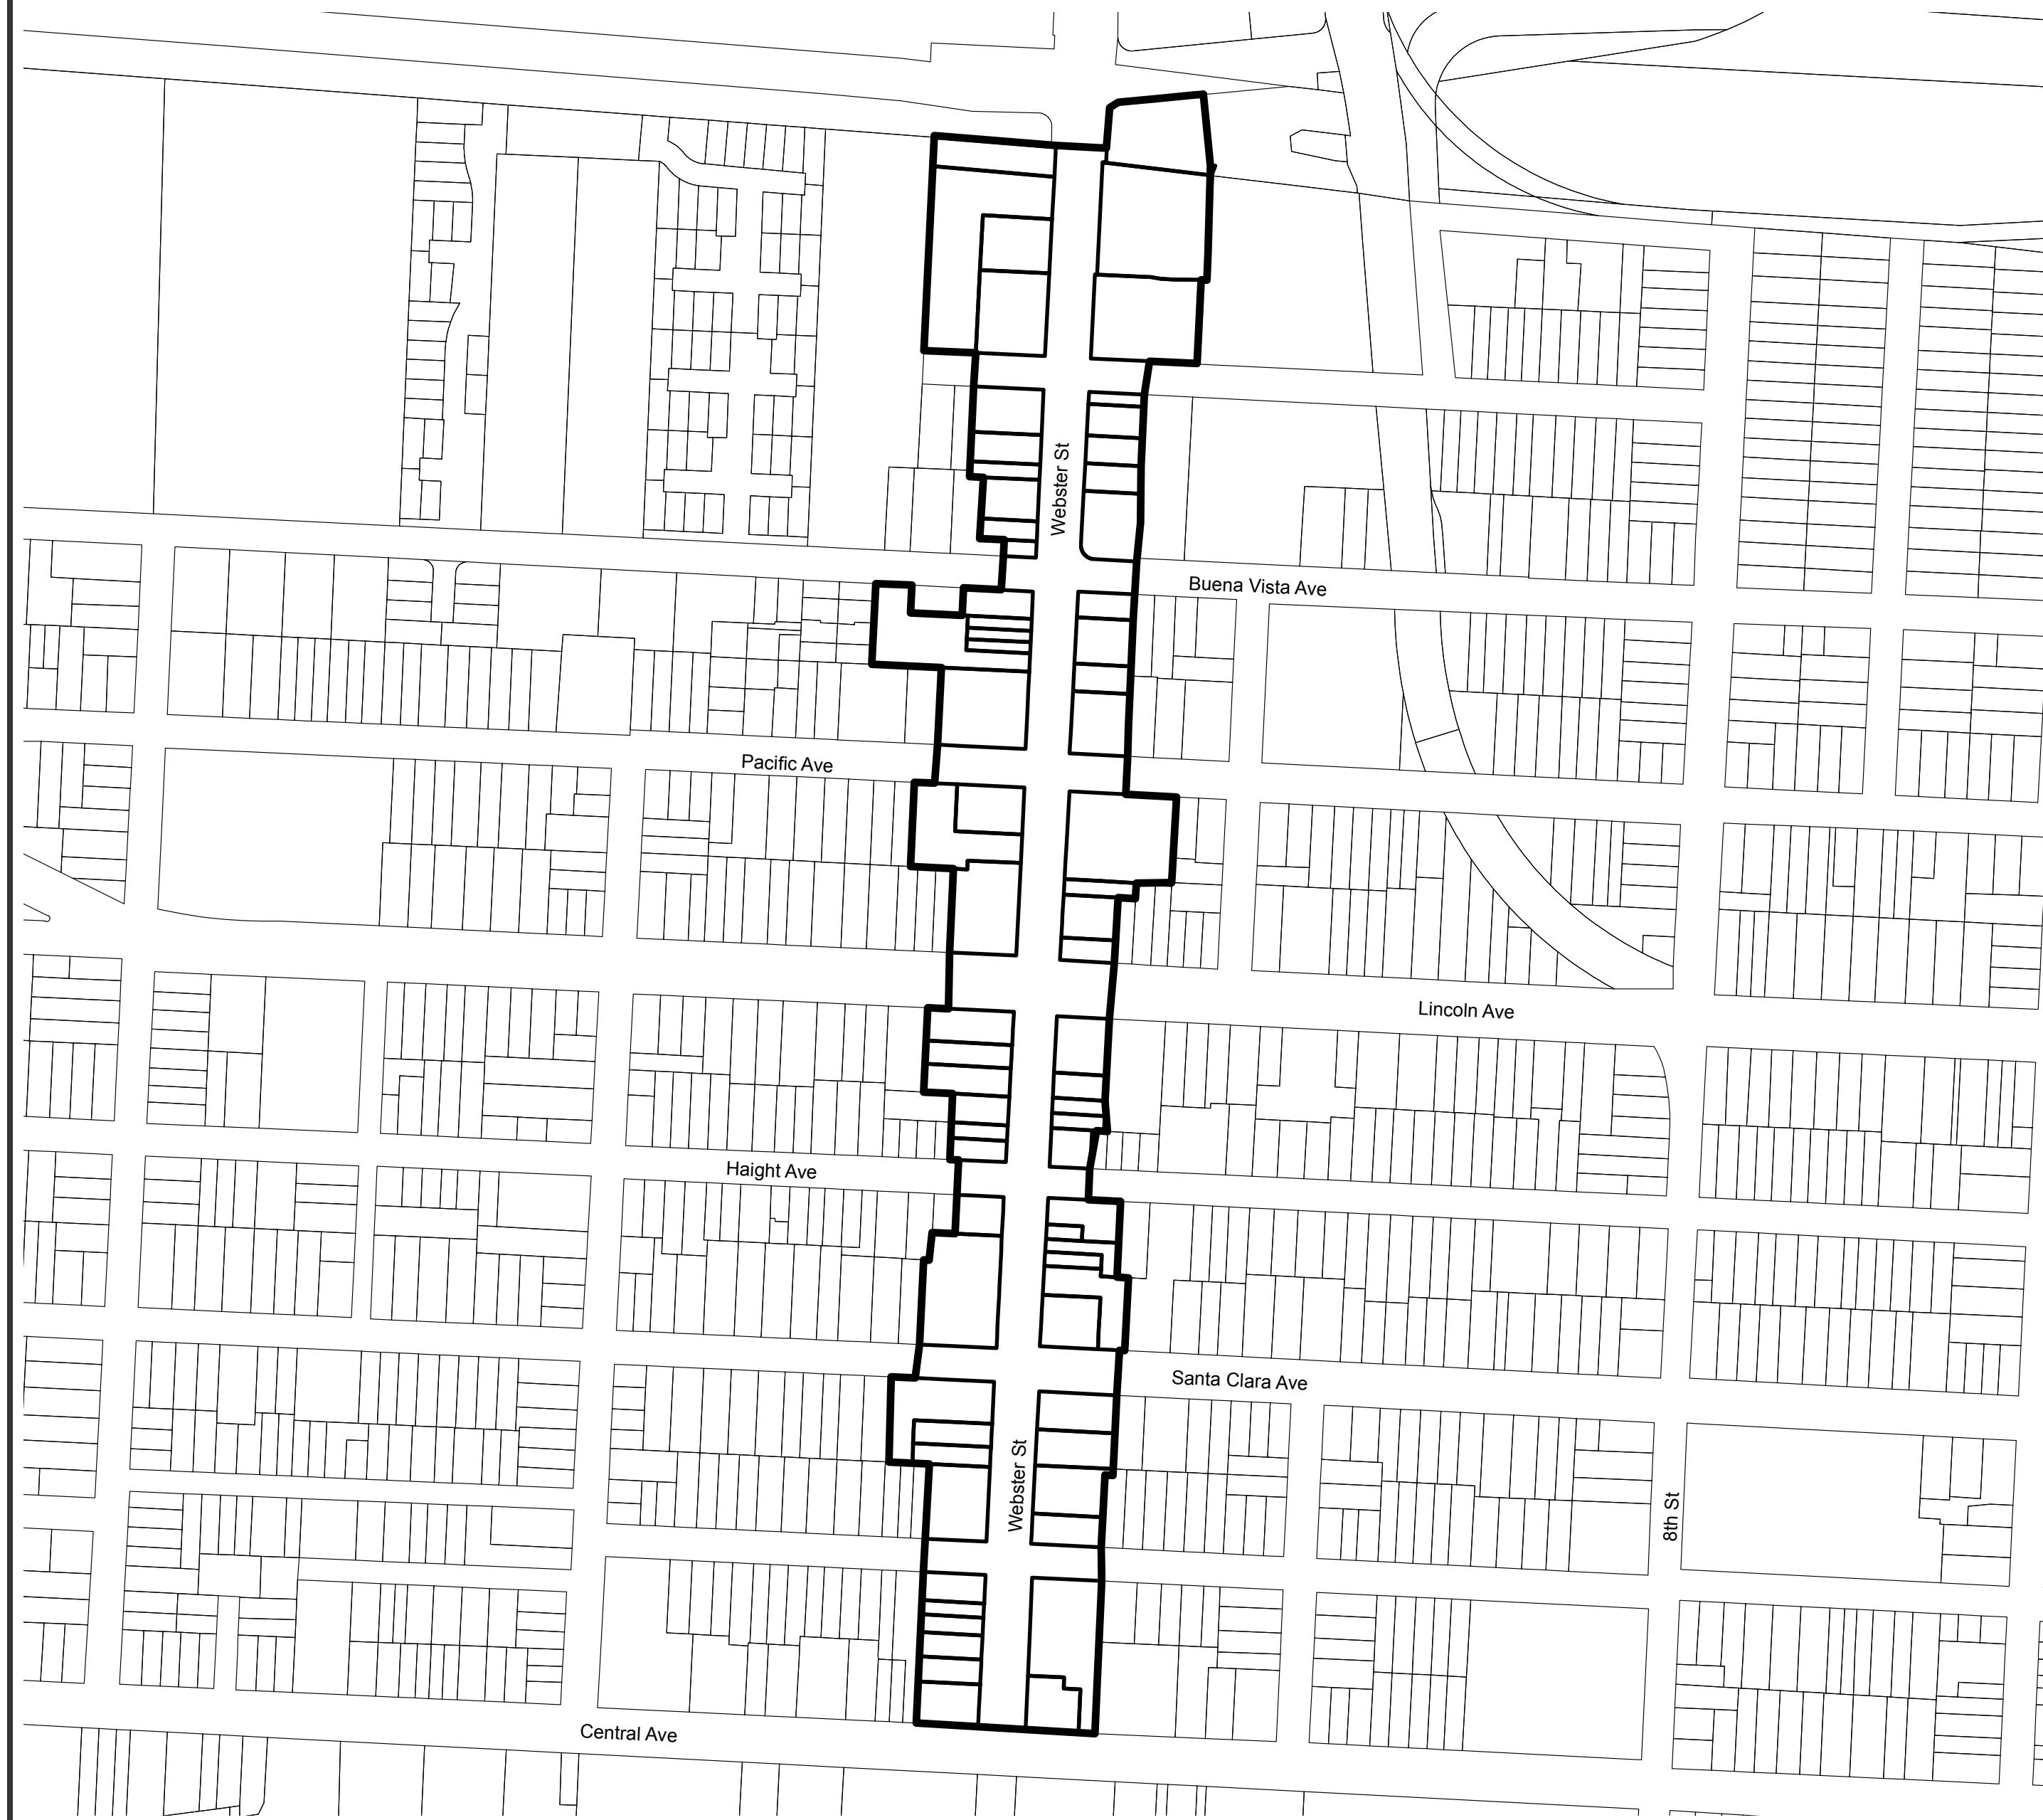 Webster St
Buena Vista Ave
Pacific Ave
Lincoln Ave
Haight Ave
Santa Clara Ave
Webster St
8th St
Central Ave